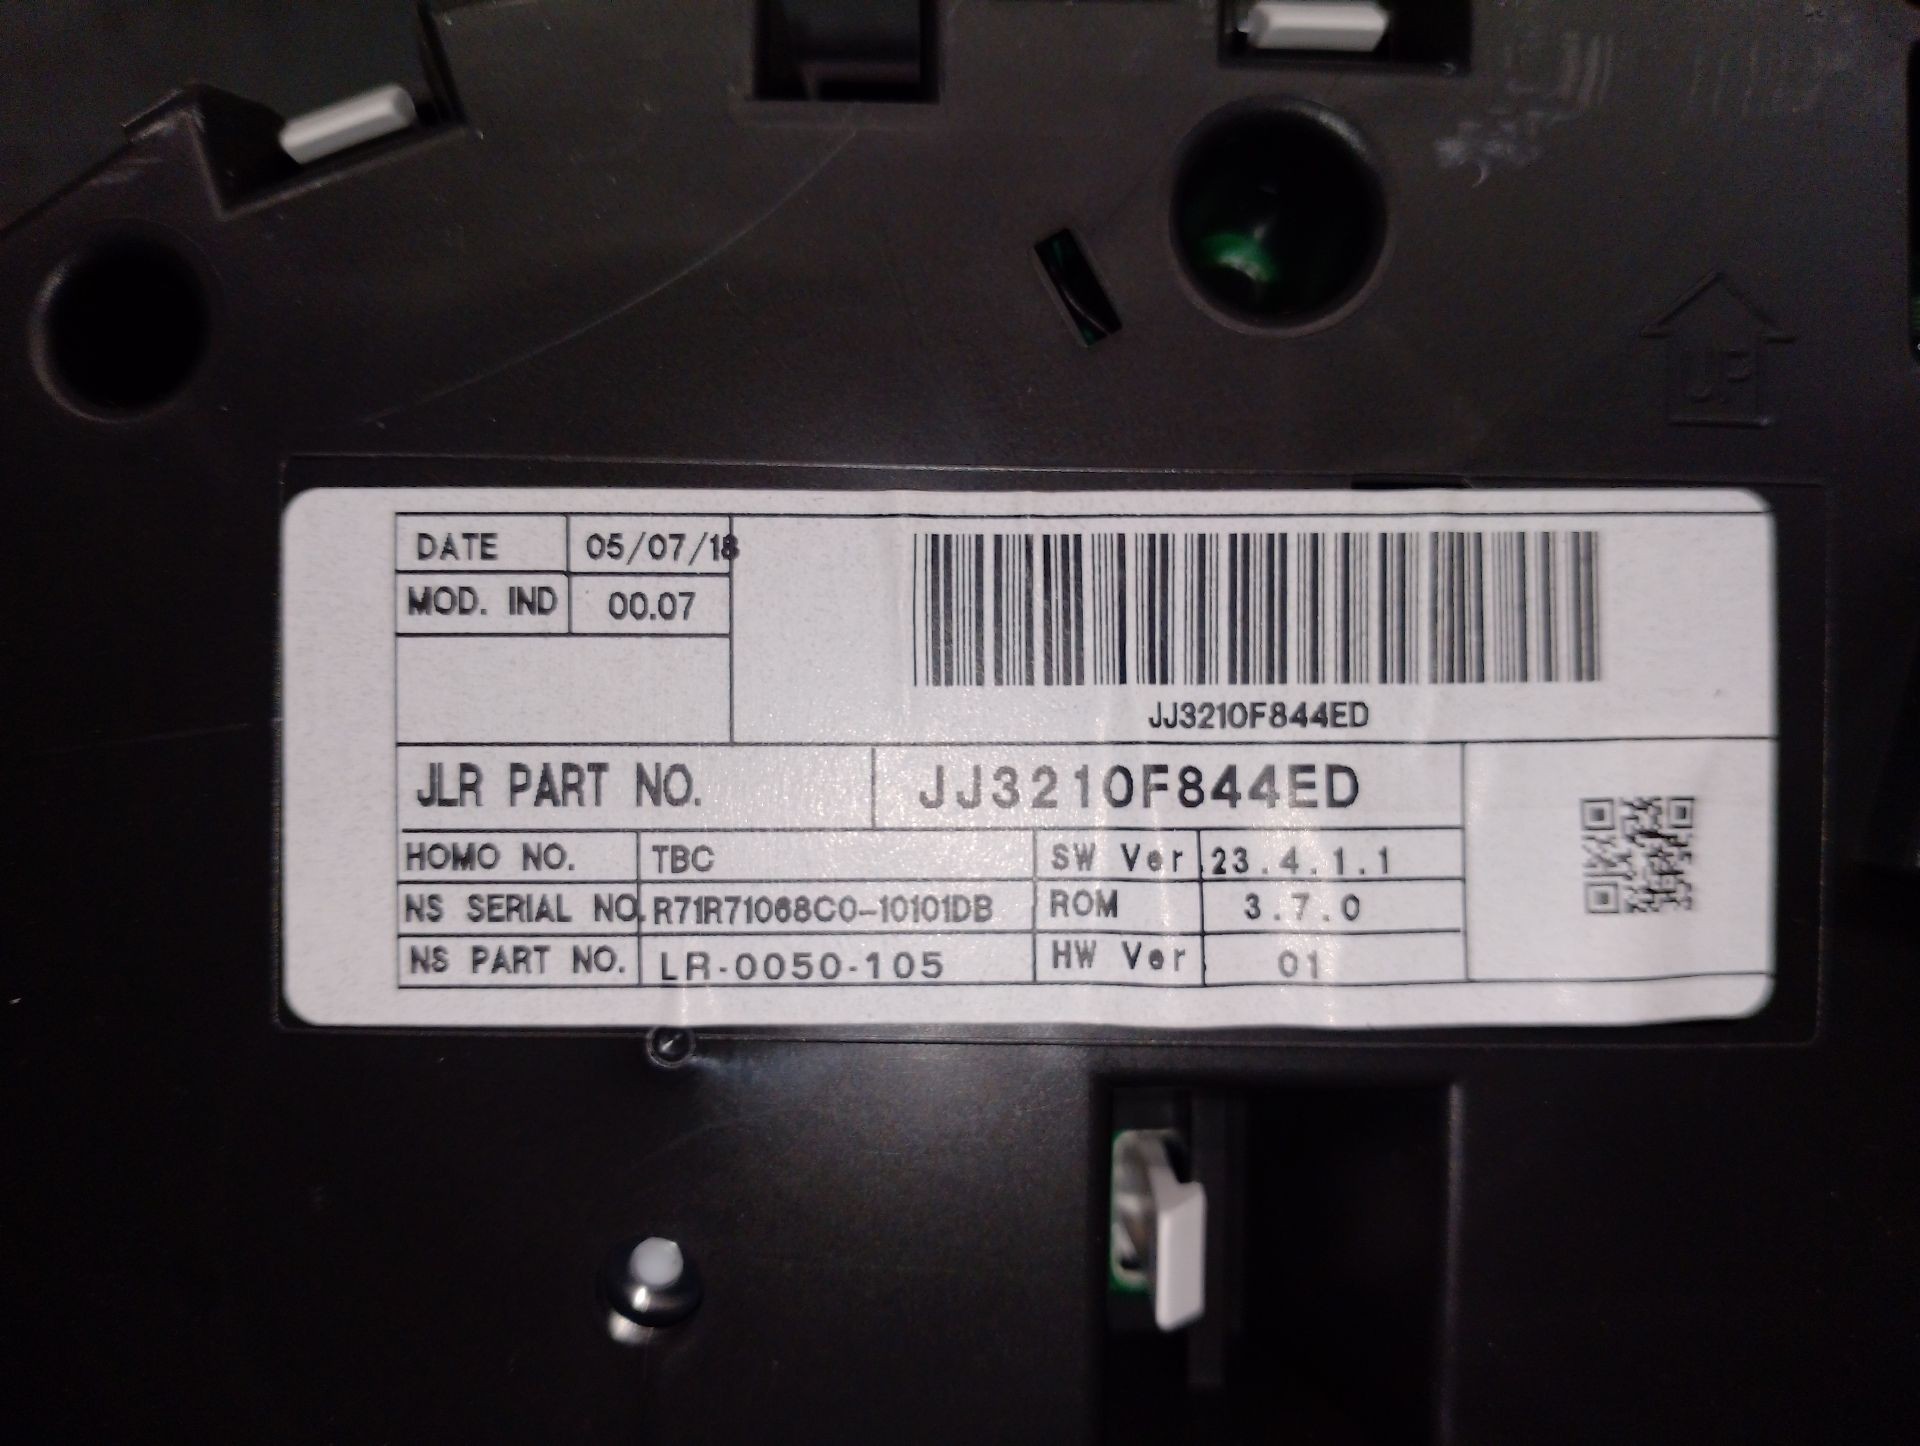 DATE 05/07/18
MOD. IND 00.07
JJ3210F844ED
JLR PART NO. JJ3210F844ED
HOMO NO. TBC SW Ver 23.4.1.1
NS SERIAL NO. R71R71068C0-10101DB ROM 3.7.0
NS PART NO. LR-0050-105 HW Ver 01